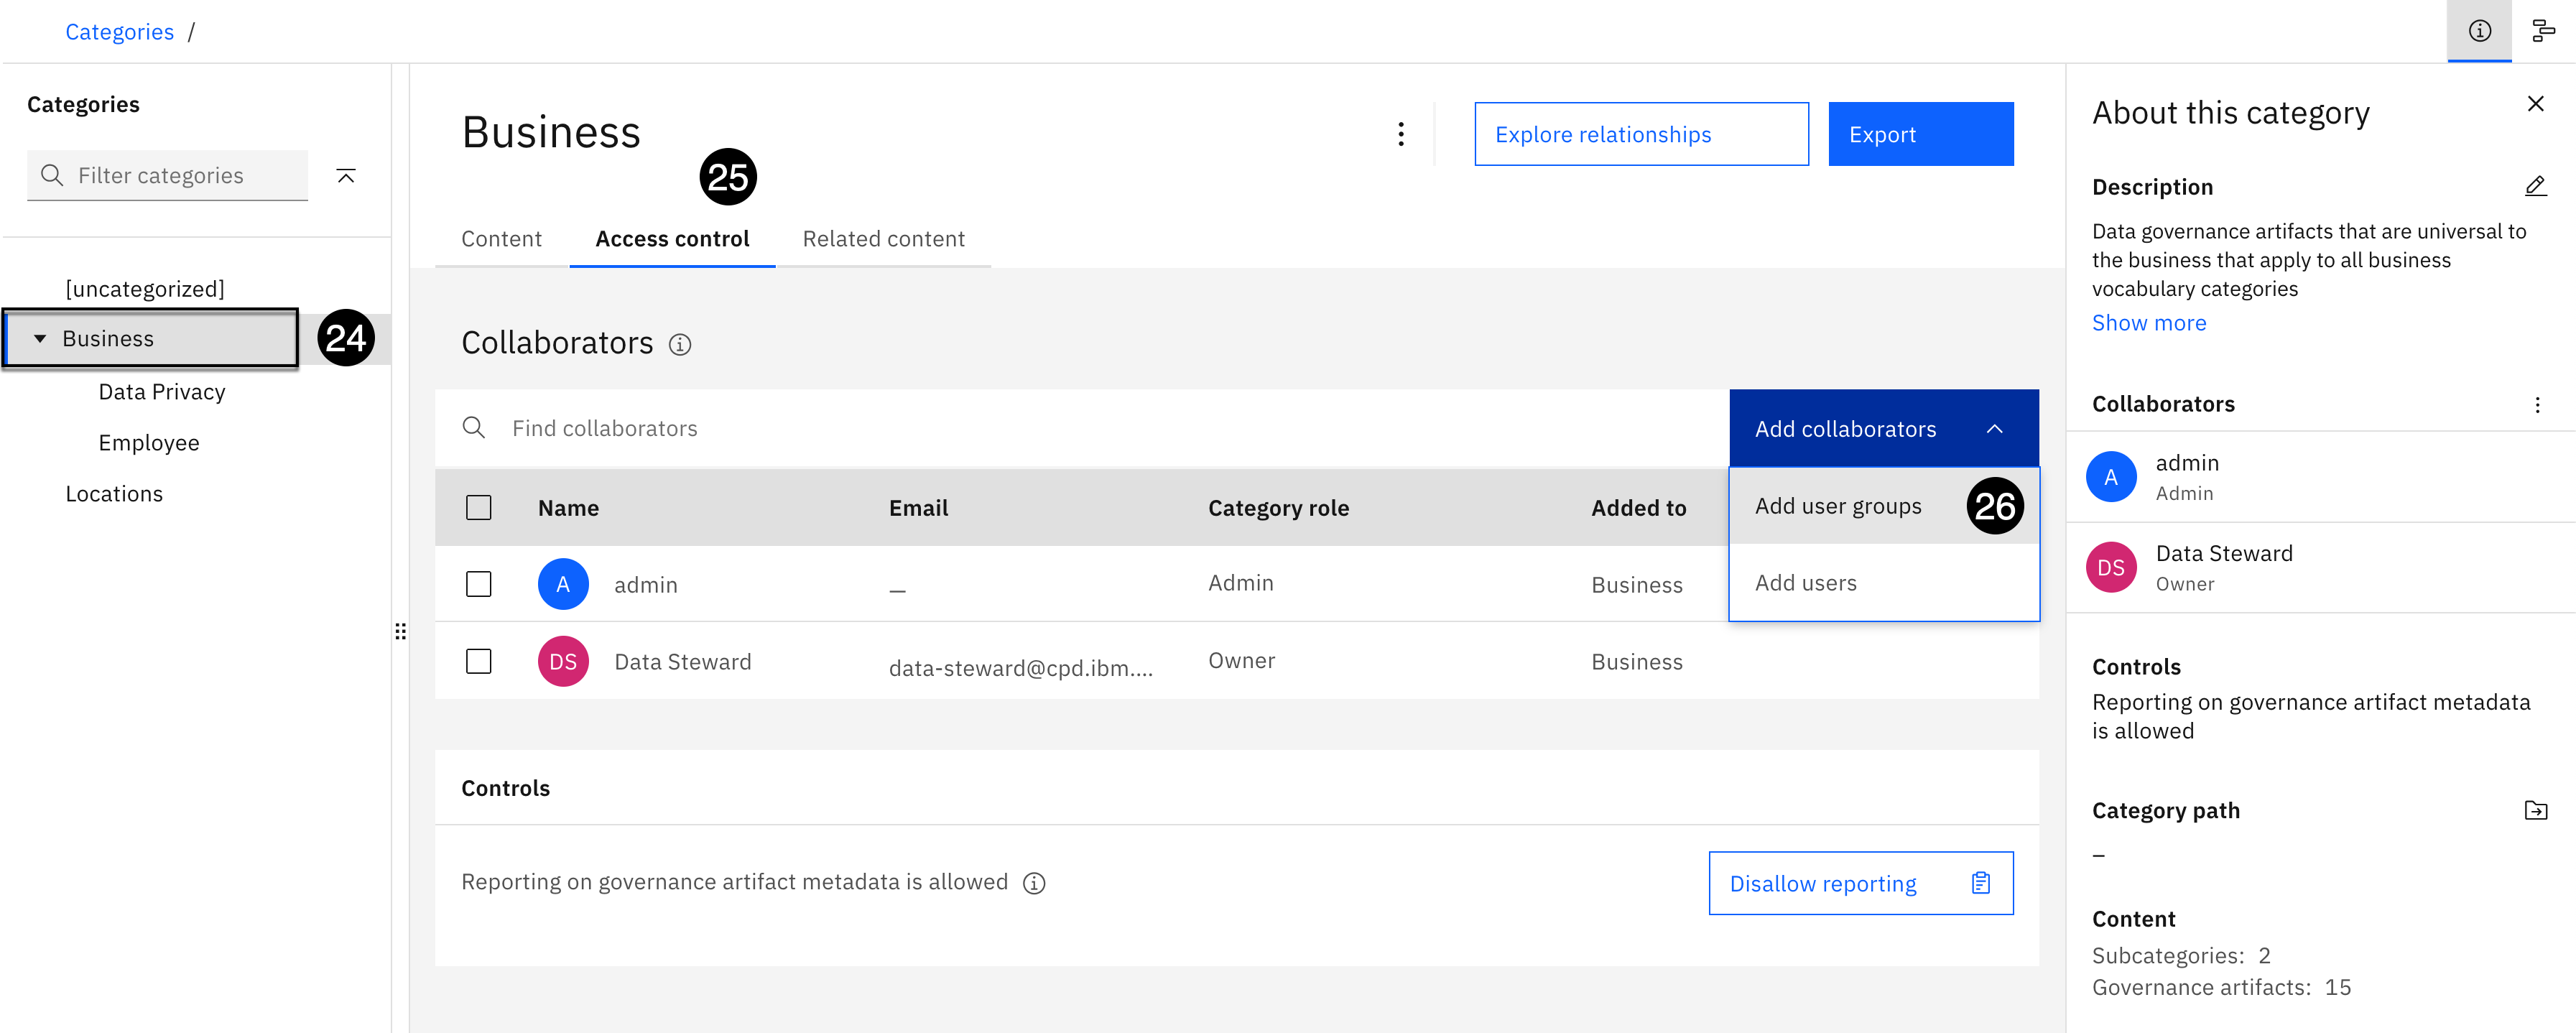 Categories /
Categories
Filter categories
[uncategorized]
Business
24
Data Privacy
Employee
Locations
Business
25
Explore relationships
Export
Content
Access control
Related content
Collaborators
Find collaborators
Add collaborators
Add user groups
26
Add users
Name Email Category role Added to
A admin – Admin Business
DS Data Steward data-steward@cpd.ibm.... Owner Business
Controls
Reporting on governance artifact metadata is allowed
Disallow reporting
About this category
Description
Data governance artifacts that are universal to
the business that apply to all business
vocabulary categories
Show more
Collaborators
A
admin
Admin
DS
Data Steward
Owner
Controls
Reporting on governance artifact metadata
is allowed
Category path
–
Content
Subcategories: 2
Governance artifacts: 15